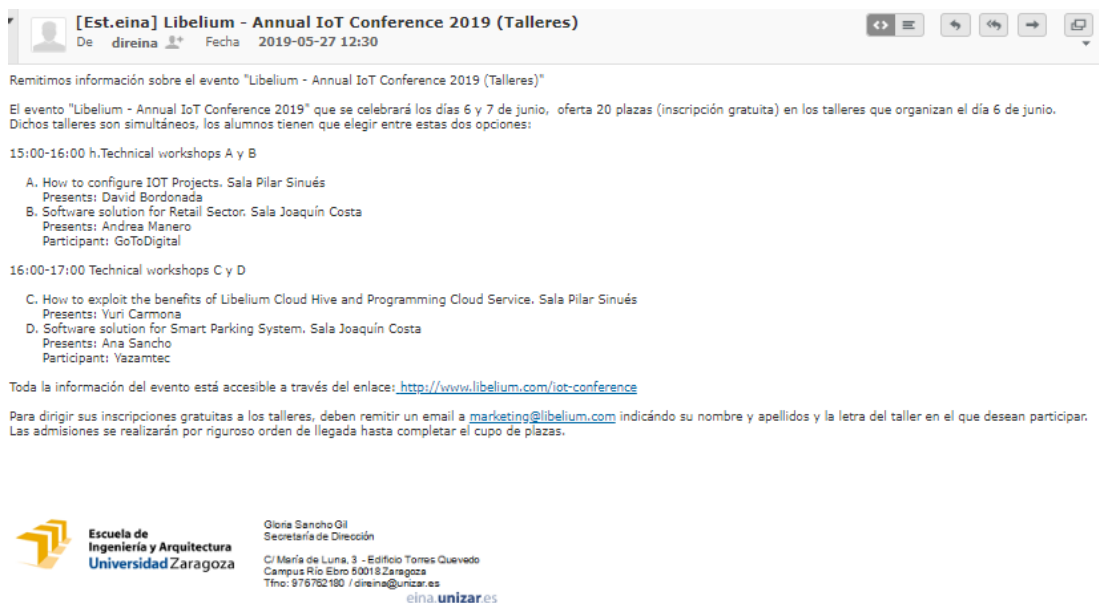 [Est.eina] Libelium - Annual IoT Conference 2019 (Talleres)
De direina Fecha 2019-05-27 12:30
Remitimos información sobre el evento "Libelium - Annual IoT Conference 2019 (Talleres)"
El evento "Libelium - Annual IoT Conference 2019" que se celebrará los días 6 y 7 de junio, oferta 20 plazas (inscripción gratuita) en los talleres que organizan el día 6 de junio.
Dichos talleres son simultáneos, los alumnos tienen que elegir entre estas dos opciones:
15:00-16:00 h.Technical workshops A y B
A. How to configure IOT Projects. Sala Pilar Sinués
Presents: David Bordonada
B. Software solution for Retail Sector. Sala Joaquín Costa
Presents: Andrea Manero
Participant: GoToDigital
16:00-17:00 Technical workshops C y D
C. How to exploit the benefits of Libelium Cloud Hive and Programming Cloud Service. Sala Pilar Sinués
Presents: Yuri Carmona
D. Software solution for Smart Parking System. Sala Joaquín Costa
Presents: Ana Sancho
Participant: Yazamtec
Toda la información del evento está accesible a través del enlace: http://www.libelium.com/iot-conference
Para dirigir sus inscripciones gratuitas a los talleres, deben remitir un email a marketing@libelium.com indicándo su nombre y apellidos y la letra del taller en el que desean participar.
Las admisiones se realizarán por riguroso orden de llegada hasta completar el cupo de plazas.
Escuela de
Ingeniería y Arquitectura
Universidad Zaragoza
Gloria Sancho Gil
Secretaría de Dirección
C/ María de Luna, 3 - Edificio Torres Quevedo
Campus Río Ebro 50018 Zaragoza
Tfno: 976762180 / direina@unizar.es
eina.unizar.es